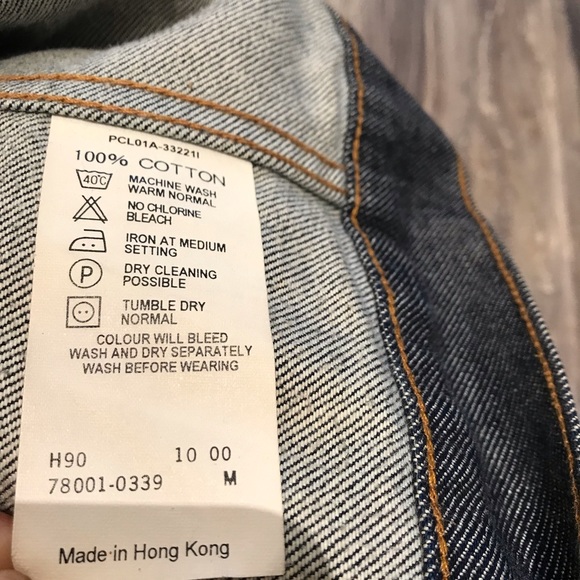 PCL01A-33221I
100% COTTON
40°C
MACHINE WASH
WARM NORMAL
NO CHLORINE
BLEACH
IRON AT MEDIUM
SETTING
P
DRY CLEANING
POSSIBLE
TUMBLE DRY
NORMAL
COLOUR WILL BLEED
WASH AND DRY SEPARATELY
WASH BEFORE WEARING
H90 10 00
78001-0339 M
Made in Hong Kong